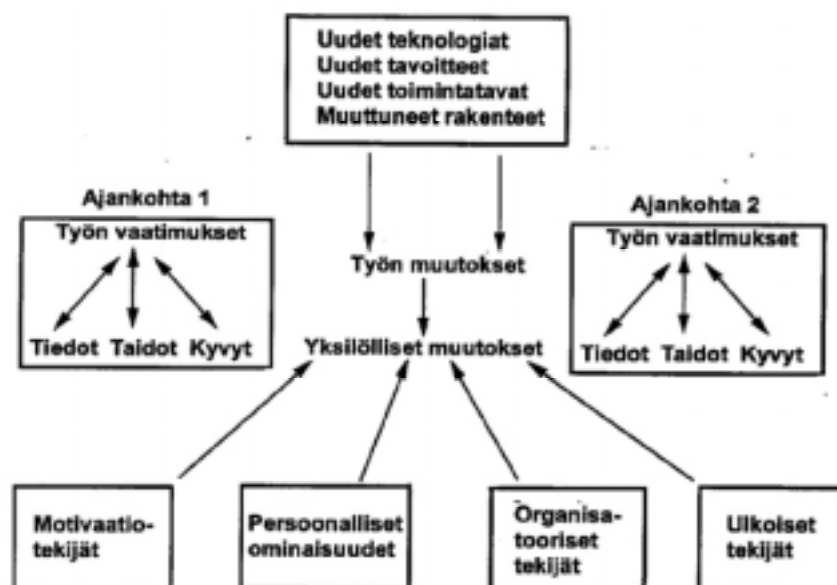 Uudet teknologiat
Uudet tavoitteet
Uudet toimintatavat
Muuttuneet rakenteet
Ajankohta 1
Työn vaatimukset
Tiedot Taidot Kyvyt
Ajankohta 2
Työn vaatimukset
Tiedot Taidot Kyvyt
Työn muutokset
Yksilölliset muutokset
Motivaatio-
tekijät
Persoonalliset
ominaisuudet
Organisa-
tooriset
tekijät
Ulkoiset
tekijät